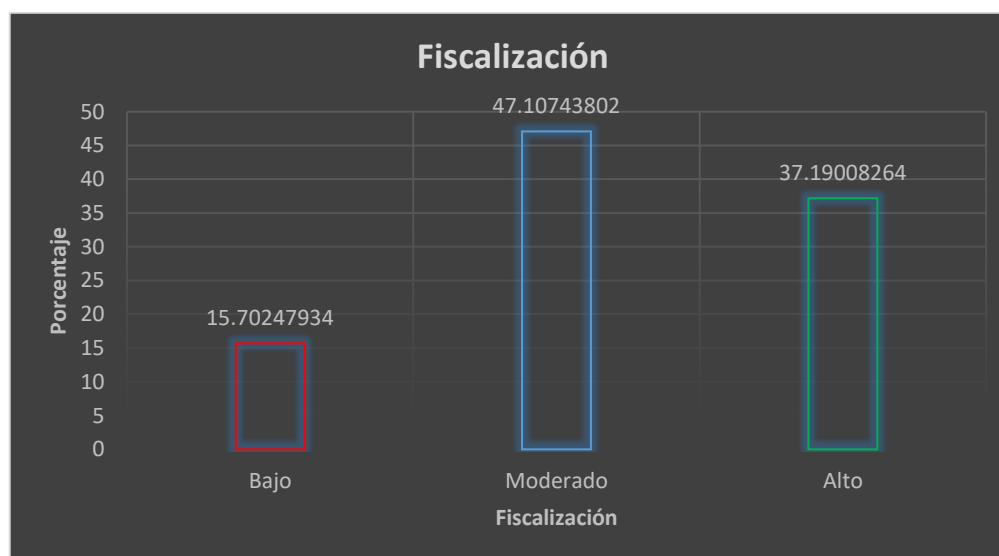 Fiscalización
50
45
40
35
30
25
20
15
10
5
0
Porcentaje
15.70247934
47.10743802
37.19008264
Bajo
Moderado
Alto
Fiscalización